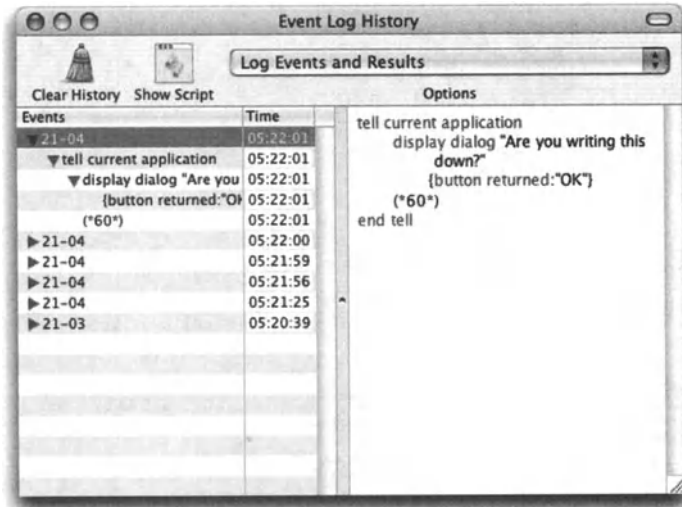 Event Log History
Log Events and Results
Clear History Show Script Options
Events Time
21-04 05:22:01
tell current application 05:22:01
display dialog "Are you 05:22:01
{button returned:"OK 05:22:01
(*60*) 05:22:01
21-04 05:22:00
21-04 05:21:59
21-04 05:21:56
21-04 05:21:25
21-03 05:20:39
tell current application
display dialog "Are you writing this
down?"
{button returned:"OK"}
(*60*)
end tell